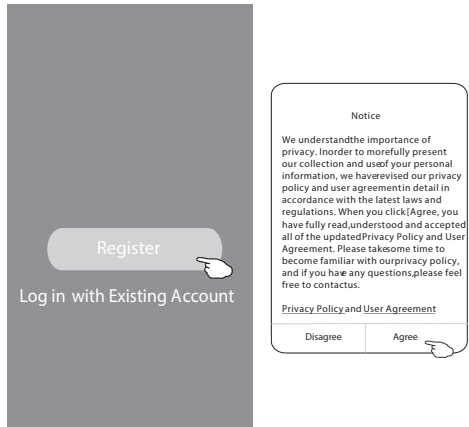 Register
Log in with Existing Account
Notice
We understandthe importance of
privacy. Inorder to morefully present
our collection and useof your personal
information, we haverevised our privacy
policy and user agreementin detail in
accordance with the latest laws and
regulations. When you click[Agree, you
have fully read,understood and accepted
all of the updatedPrivacy Policy and User
Agreement. Please takesome time to
become familiar with ourprivacy policy,
and if you have any questions,please feel
free to contactus.
Privacy Policy and User Agreement
Disagree
Agree